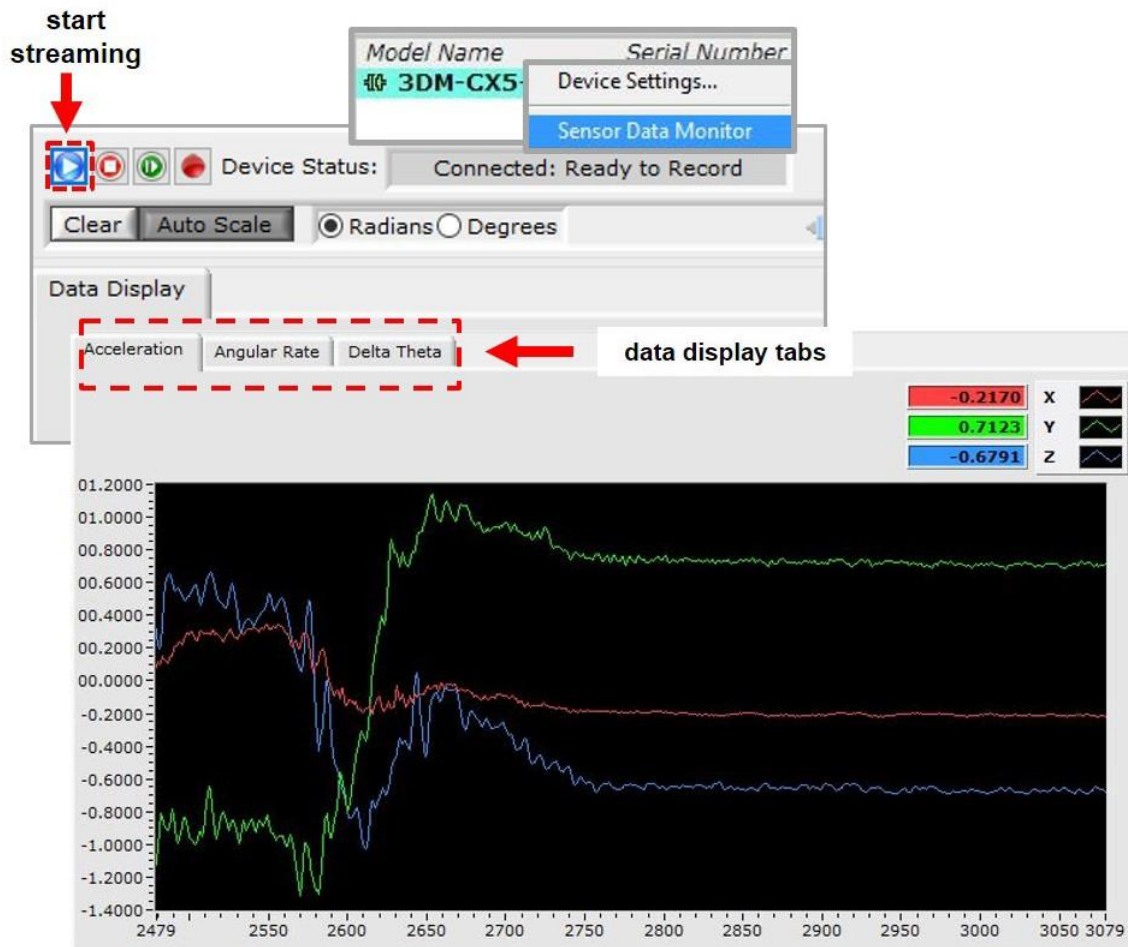 start
streaming
Model Name Serial Number
3DM-CX5-
Device Settings...
Sensor Data Monitor
Device Status: Connected: Ready to Record
Clear Auto Scale Radians Degrees
Data Display
Acceleration Angular Rate Delta Theta
data display tabs
-0.2170 X
0.7123 Y
-0.6791 Z
01.2000
01.0000
00.8000
00.6000
00.4000
00.2000
00.0000
-0.2000
-0.4000
-0.6000
-0.8000
-1.0000
-1.2000
-1.4000
2479 2550 2600 2650 2700 2750 2800 2850 2900 2950 3000 3050 3079